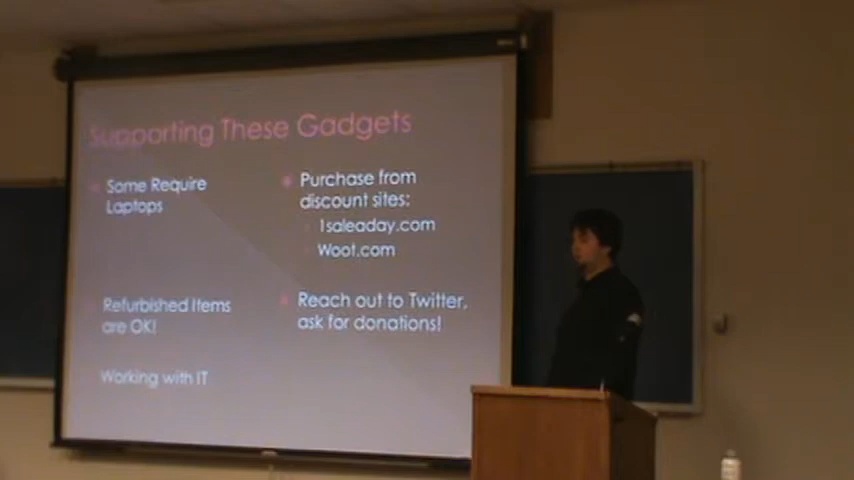 Supporting These Gadgets
Some Require
Laptops
Refurbished Items
are OK!
Working with IT
Purchase from
discount sites:
1saleaday.com
Woot.com
Reach out to Twitter,
ask for donations!